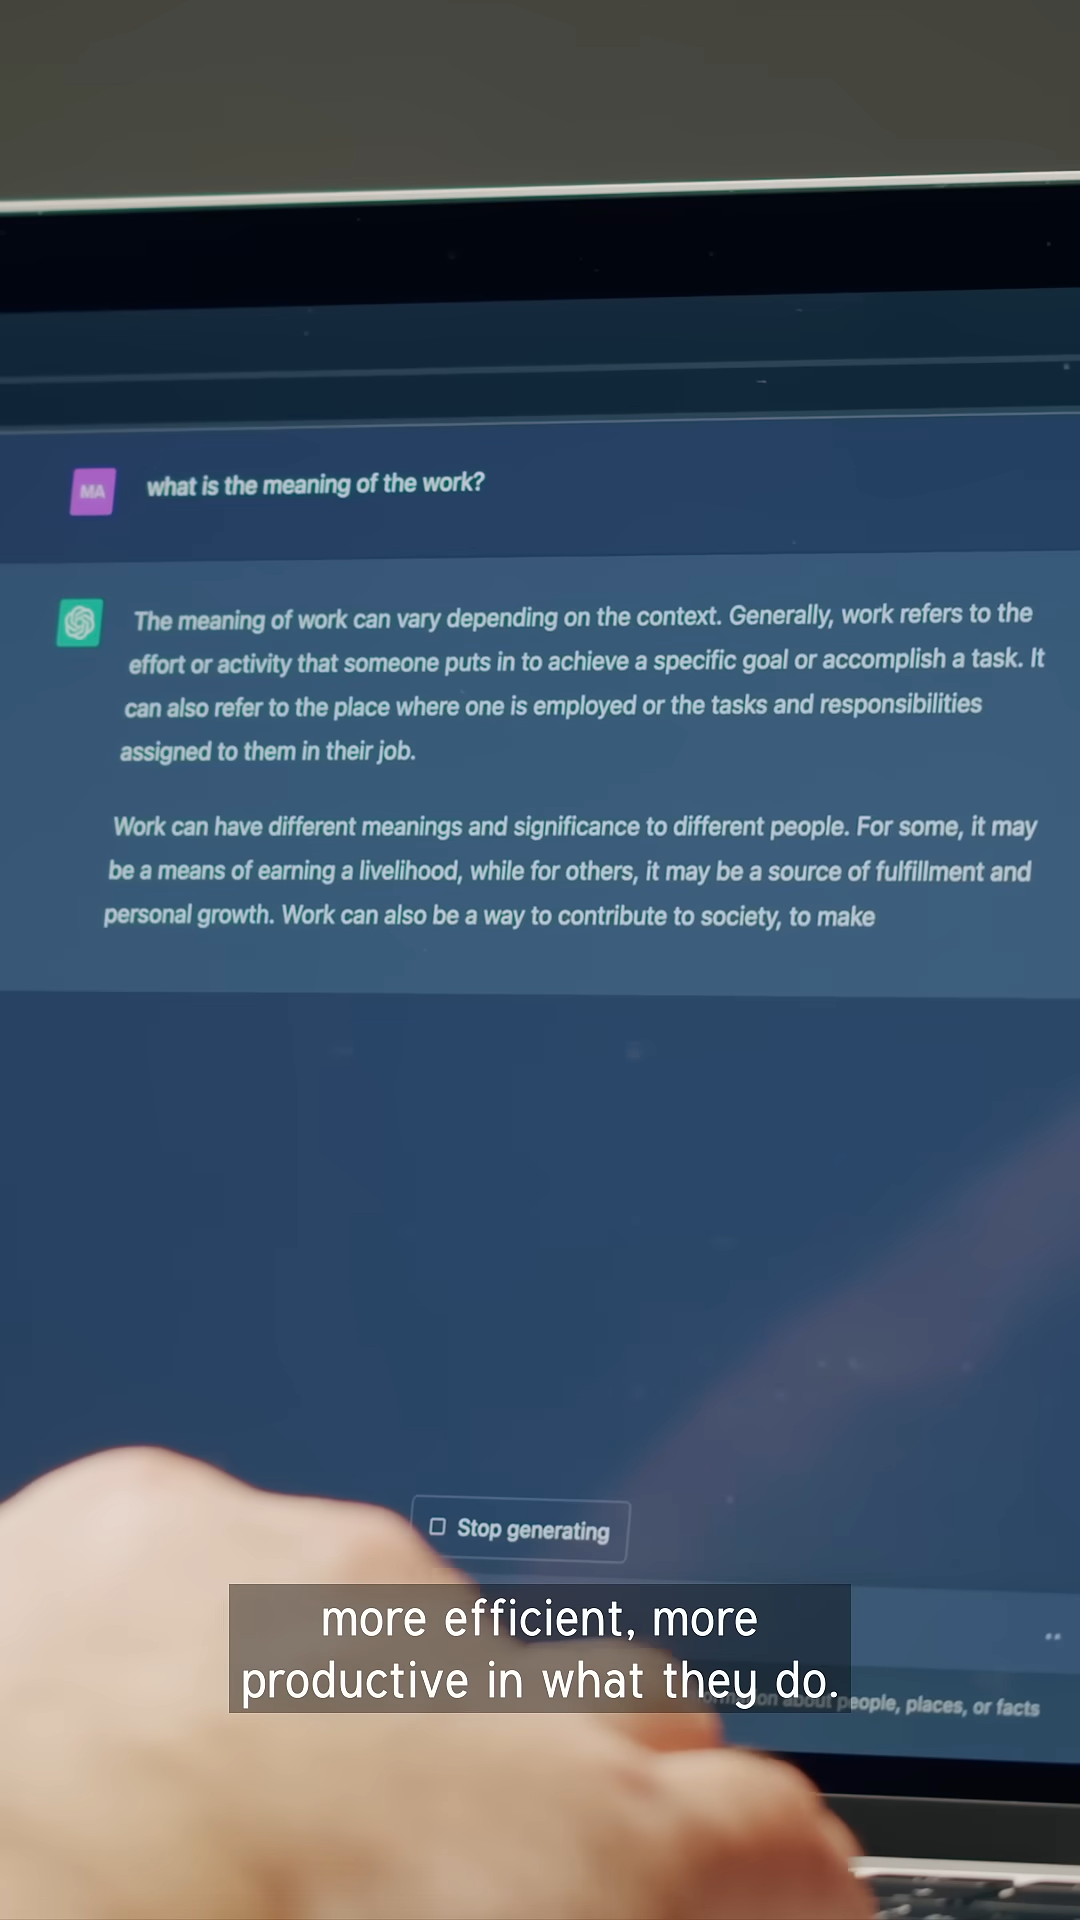 MA
what is the meaning of the work?
The meaning of work can vary depending on the context. Generally, work refers to the
effort or activity that someone puts in to achieve a specific goal or accomplish a task. It
can also refer to the place where one is employed or the tasks and responsibilities
assigned to them in their job.
Work can have different meanings and significance to different people. For some, it may
be a means of earning a livelihood, while for others, it may be a source of fulfillment and
personal growth. Work can also be a way to contribute to society, to make
Stop generating
more efficient, more
productive in what they do.
about people, places, or facts